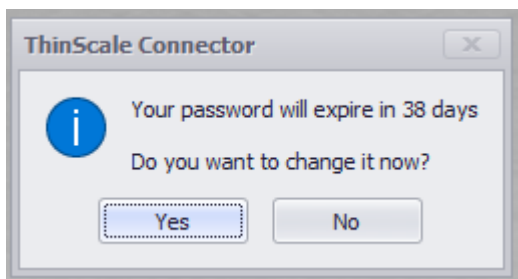 ThinScale Connector
Your password will expire in 38 days
Do you want to change it now?
Yes
No